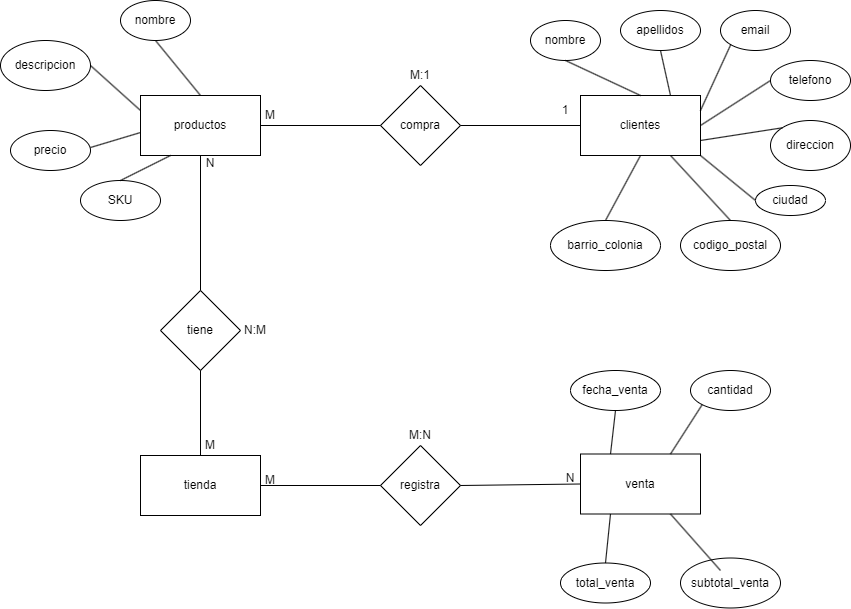 nombre
apellidos
email
nombre
descripcion
telefono
M:1
productos
M
compra
1
clientes
precio
direccion
N
SKU
ciudad
barrio_colonia
codigo_postal
tiene
N:M
fecha_venta
cantidad
M
M:N
tienda
M
registra
N
venta
total_venta
subtotal_venta